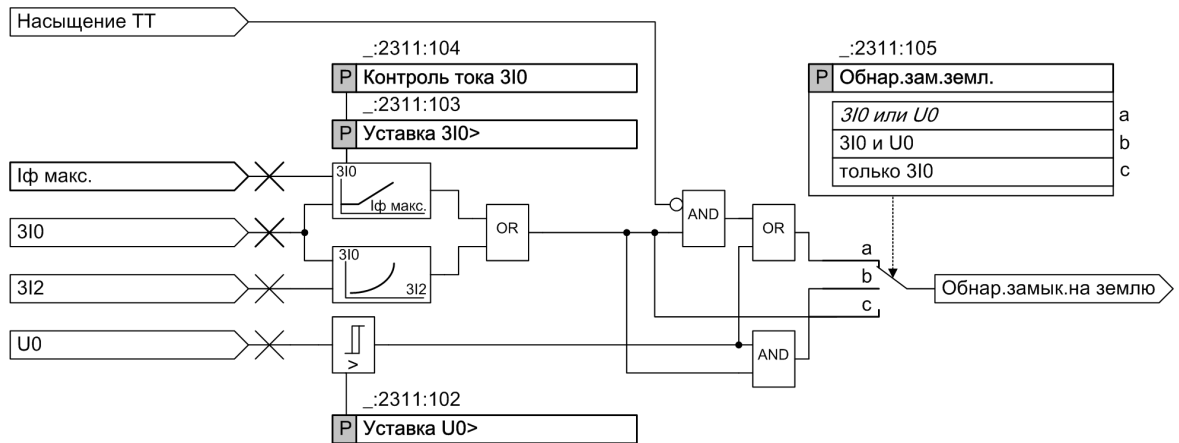 Насыщение ТТ
_:2311:104
P Контроль тока 3I0
_:2311:103
P Уставка 3I0>
_:2311:105
P Обнар.зам.земл.
3I0 или U0 a
3I0 и U0 b
только 3I0 c
Iф макс.
3I0
Iф макс.
3I0
3I0
3I2
3I2
OR
AND
OR
a
b
c
Обнар.замык.на землю
U0
>
AND
_:2311:102
P Уставка U0>